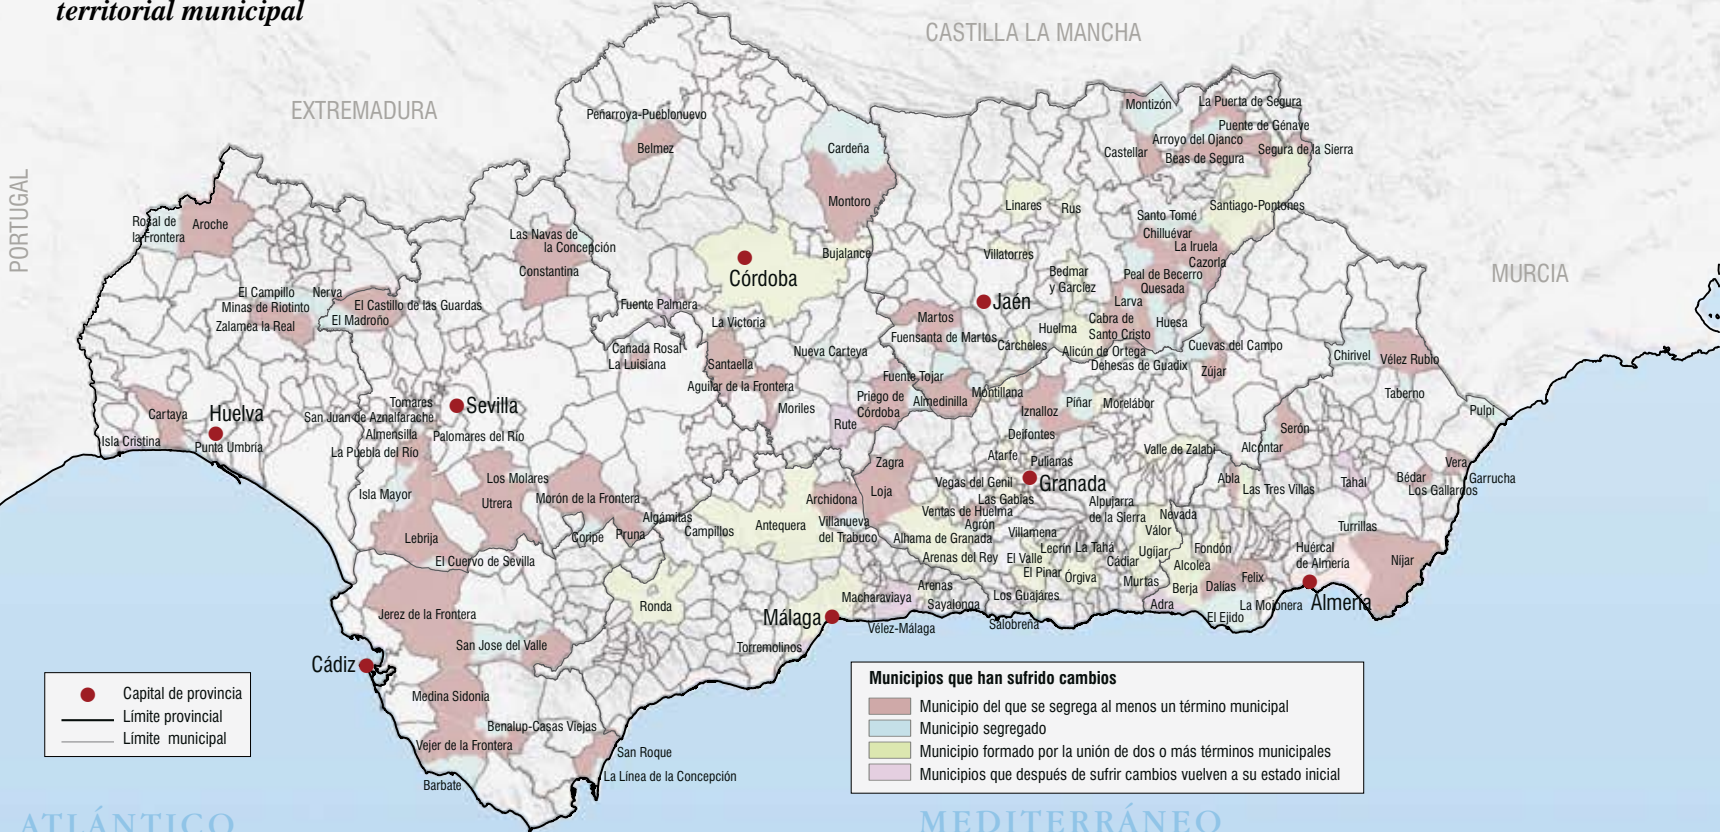 territorial municipal
CASTILLA LA MANCHA
EXTREMADURA
PORTUGAL
MURCIA
Peñarroya-Pueblonuevo
Belmez
Cardeña
Montoro
Montizón
La Puerta de Segura
Puente de Génave
Arroyo del Ojanco
Castellar
Beas de Segura
Segura de la Sierra
Linares
Rus
Santiago-Pontones
Santo Tomé
Chilluévar
La Iruela
Cazorla
Rosal de
la Frontera
Aroche
Las Navas de
la Concepción
Constantina
Bujalance
Córdoba
Villatorres
Bedmar
y Garcíez
Peal de Becerro
Quesada
Jaén
Larva
El Campillo
Nerva
Minas de Riotinto
El Castillo de las Guardas
Zalamea la Real
El Madroño
Fuente Palmera
La Victoria
Martos
Fuensanta de Martos
Cárcheles
Huelma
Cabra de
Santo Cristo
Huesa
Alicún de Ortega
Dehesas de Guadix
Cuevas del Campo
Zújar
Chirivel
Vélez Rubio
Cañada Rosal
La Luisiana
Santaella
Nueva Carteya
Aguilar de la Frontera
Moriles
Fuente Tojar
Priego de
Córdoba
Almedinilla
Montillana
Iznalloz
Piñar
Morelábor
Taberno
Pulpi
Cartaya
Huelva
Isla Cristina
Punta Umbría
Tomares
San Juan de Aznalfarache
Sevilla
Almensilla
Palomares del Río
La Puebla del Río
Rute
Deifontes
Atarfe
Pulianas
Valle de Zalabi
Serón
Alcóntar
Isla Mayor
Los Molares
Utrera
Morón de la Frontera
Zagra
Loja
Archidona
Vegas del Genil
Granada
Las Gabias
Abla
Las Tres Villas
Tahal
Bédar
Vera
Garrucha
Los Gallardos
Lebrija
Algámitas
Coripe
Pruna
Campillos
Antequera
Villanueva
del Trabuco
Ventas de Huelma
Agrón
Alhama de Granada
Villamena
Alpujarra
de la Sierra
Nevada
Válor
Turrillas
El Cuervo de Sevilla
Arenas del Rey
El Valle
Lecrín
La Tahá
Cádiar
Ugíjar
Fondón
Alcolea
Huércal
de Almería
Nijar
El Pinar
Órgiva
Murtas
Berja
Dalías
Felix
Ronda
Macharaviaya
Arenas
Sayalonga
Los Guajáres
Adra
La Mojonera
Almería
El Ejido
Jerez de la Frontera
Málaga
Vélez-Málaga
Salobreña
San Jose del Valle
Torremolinos
Cádiz
Medina Sidonia
Benalup-Casas Viejas
Vejer de la Frontera
San Roque
La Línea de la Concepción
Barbate
Capital de provincia
Límite provincial
Límite municipal
Municipios que han sufrido cambios
Municipio del que se segrega al menos un término municipal
Municipio segregado
Municipio formado por la unión de dos o más términos municipales
Municipios que después de sufrir cambios vuelven a su estado inicial
ATLÁNTICO
MEDITERRÁNEO